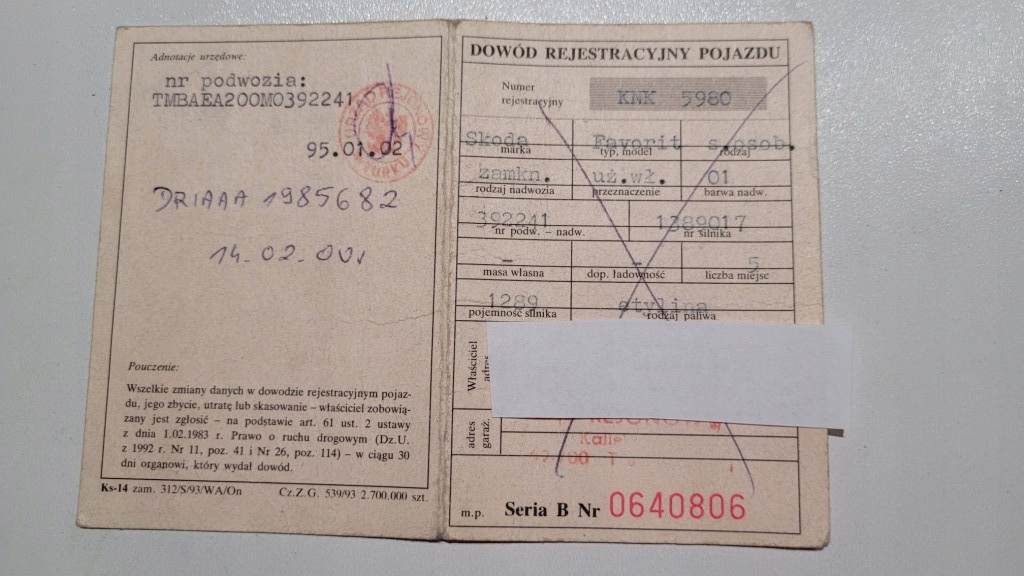 Adnotacje urzędowe:
nr podwozia:
TMBAEA200M0392241
95.01.02
URZĄD REJONOWY
DRIAAA 1985682
14.02.00r
Pouczenie:
Wszelkie zmiany danych w dowodzie rejestracyjnym pojaz-
du, jego zbycie, utratę lub skasowanie – właściciel zobowią-
zany jest zgłosić – na podstawie art. 61 ust. 2 ustawy
z dnia 1.02.1983 r. Prawo o ruchu drogowym (Dz.U.
z 1992 r. Nr 11, poz. 41 i Nr 26, poz. 114) – w ciągu 30
dni organowi, który wydał dowód.
Ks-14 zam. 312/S/93/WA/On Cz.Z.G. 539/93 2.700.000 szt.
DOWÓD REJESTRACYJNY POJAZDU
Numer
rejestracyjny KNK 5980
Skoda Favorit s.osob.
marka typ, model rodzaj
zamkn. uż.wł. 01
rodzaj nadwozia przeznaczenie barwa nadw.
392241 1389017
nr podw. – nadw. nr silnika
– – 5
masa własna dop. ładowność liczba miejsc
1289 etylina
pojemność silnika rodzaj paliwa
Właściciel
adres
adres
garaż.
REJONOW
m.p. Seria B Nr 0640806